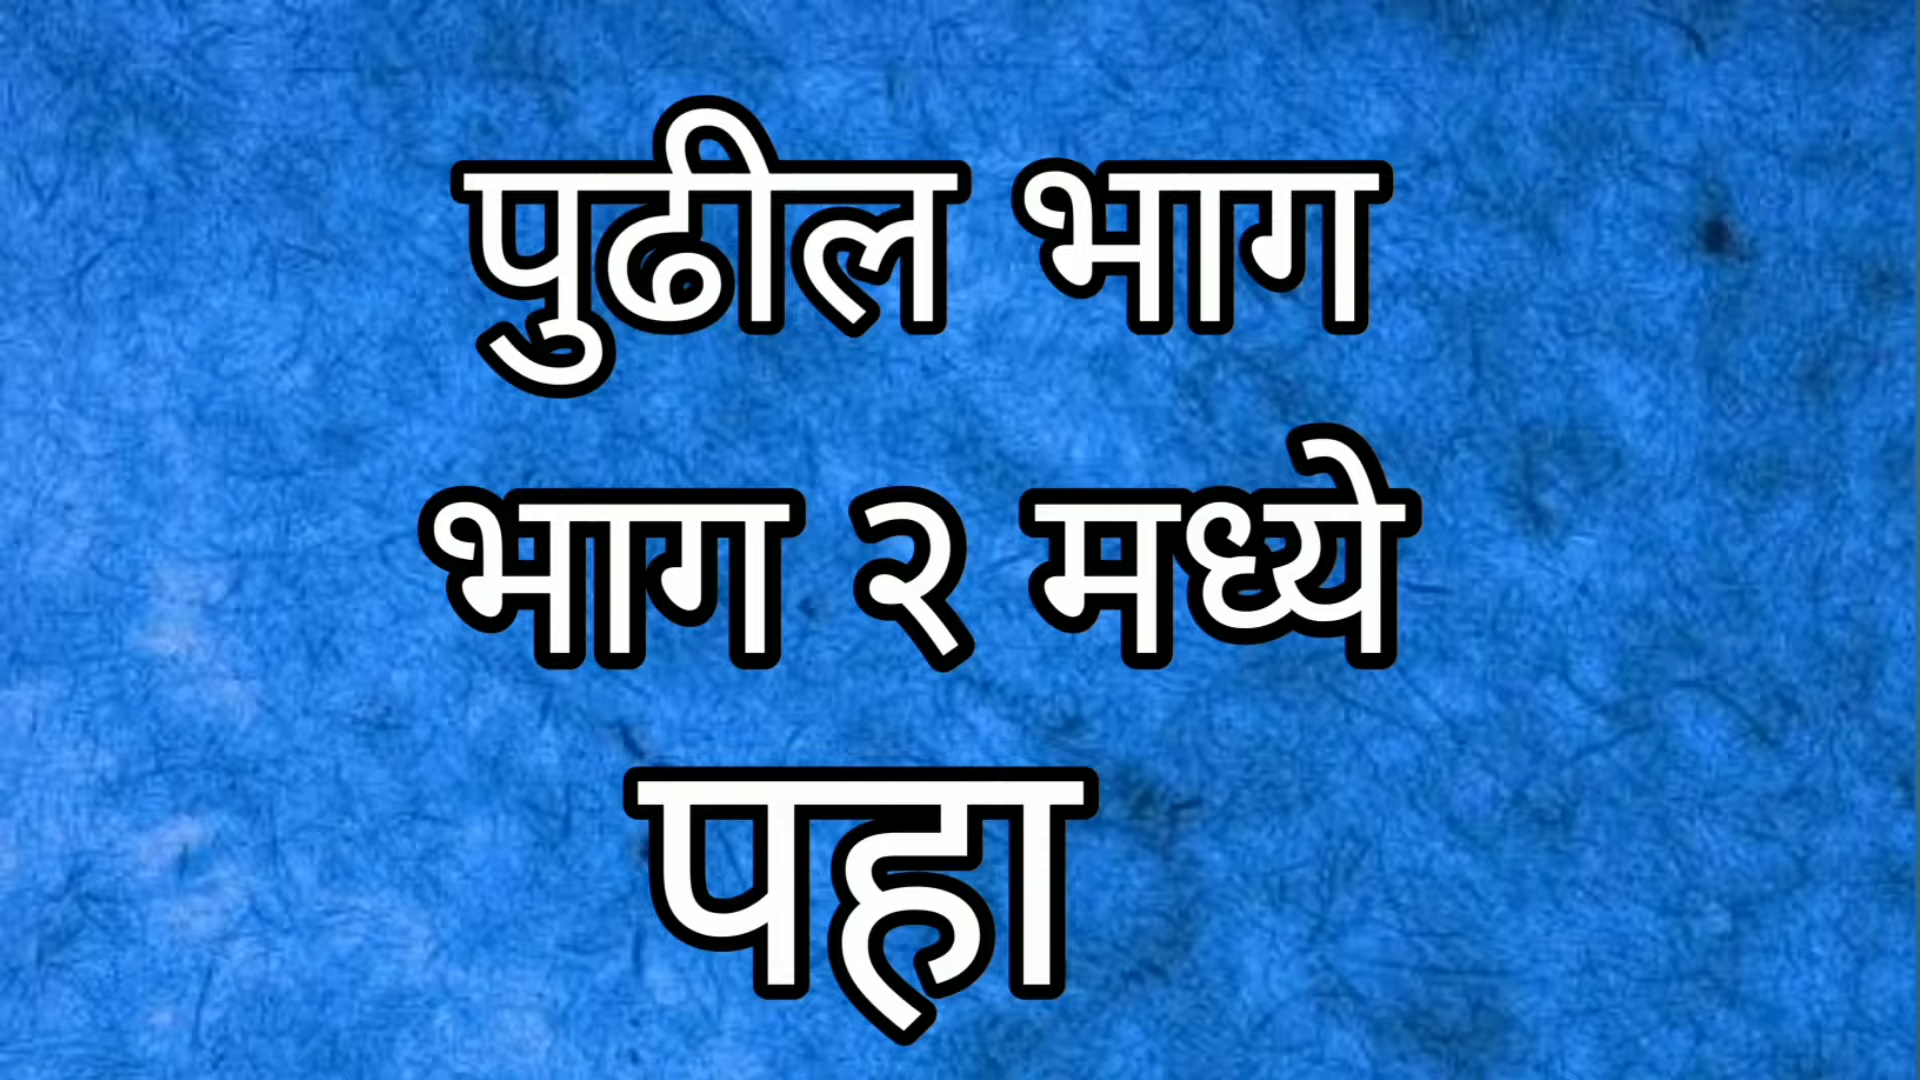 पुढील भाग
भाग २ मध्ये
पहा